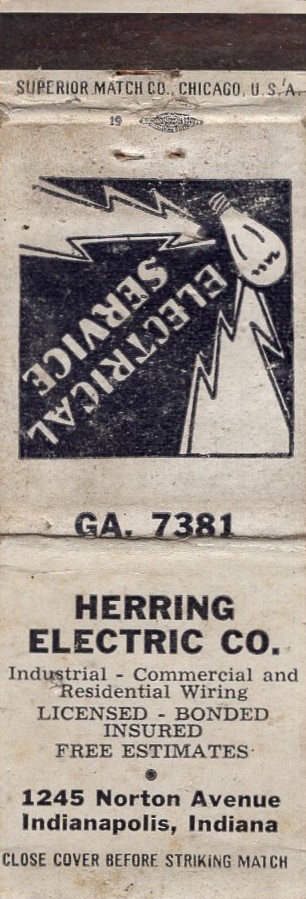 SUPERIOR MATCH CO., CHICAGO, U.S.A.
19
ELECTRICAL
SERVICE
GA. 7381
HERRING
ELECTRIC CO.
Industrial - Commercial and
Residential Wiring
LICENSED - BONDED
INSURED
FREE ESTIMATES
1245 Norton Avenue
Indianapolis, Indiana
CLOSE COVER BEFORE STRIKING MATCH